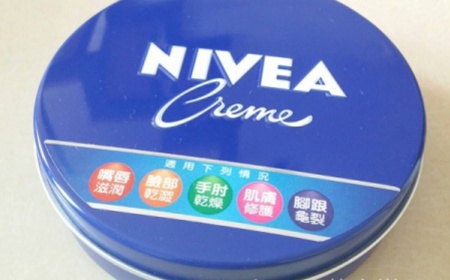 NIVEA
Creme
適用下列情況
嘴唇 臉部 手肘 肌膚 腳跟
滋潤 乾澀 乾燥 修護 龜裂